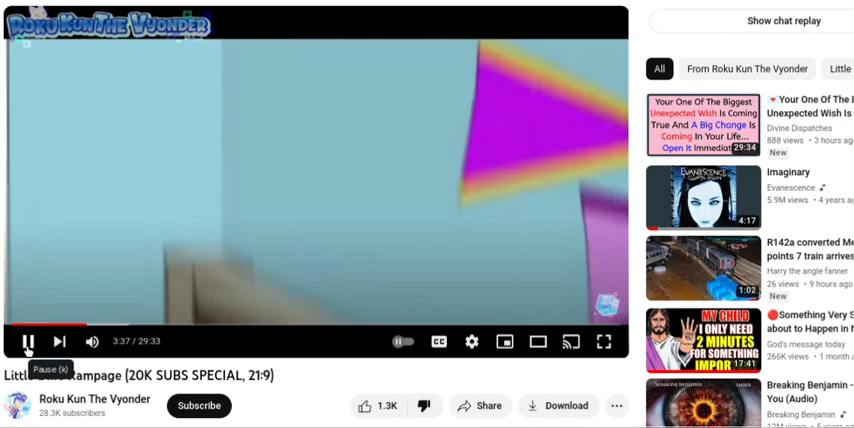 ROKU KUN THE VYONDER
CC
3:37 / 29:33
Pause (k)
Rampage (20K SUBS SPECIAL, 21:9)
Roku Kun The Vyonder
28.3K subscribers
Subscribe
1.3K
Share
Download
Show chat replay
All
From Roku Kun The Vyonder
Little
Your One Of The Biggest
Unexpected Wish Is Coming
True And A Big Change Is
Coming In Your Life...
Open It Immediat
29:34
Your One Of The
Unexpected Wish Is
Divine Dispatches
888 views • 3 hours ag
New
EVANESCENCE
4:17
Imaginary
Evanescence
5.9M views • 4 years a
1:02
R142a converted Me
points 7 train arrives
Harry the angle fanner
26 views • 9 hours ago
New
MY CHILD
I ONLY NEED
2 MINUTES
FOR SOMETHING
IMPOR
17:41
Something Very S
about to Happen in
God's message today
266K views • 1 month a
BREAKING BENJAMIN
Breaking Benjamin -
You (Audio)
Breaking Benjamin